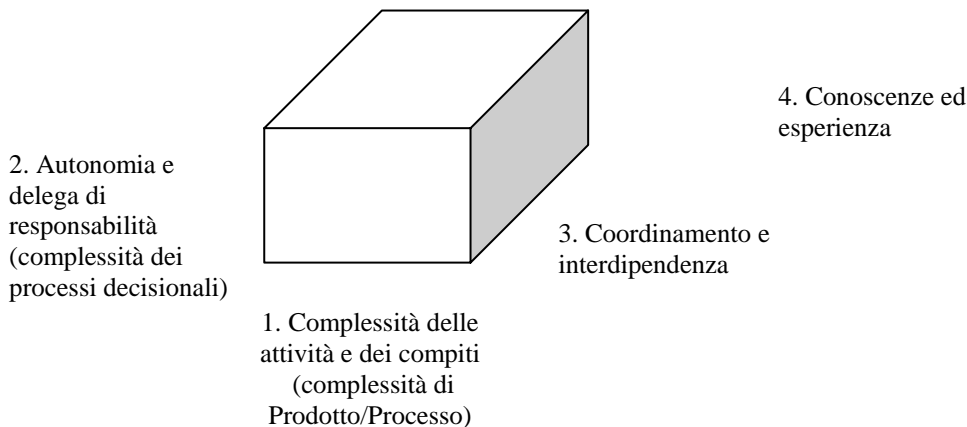 4. Conoscenze ed
esperienza
2. Autonomia e
delega di
responsabilità
(complessità dei
processi decisionali)
3. Coordinamento e
interdipendenza
1. Complessità delle
attività e dei compiti
(complessità di
Prodotto/Processo)